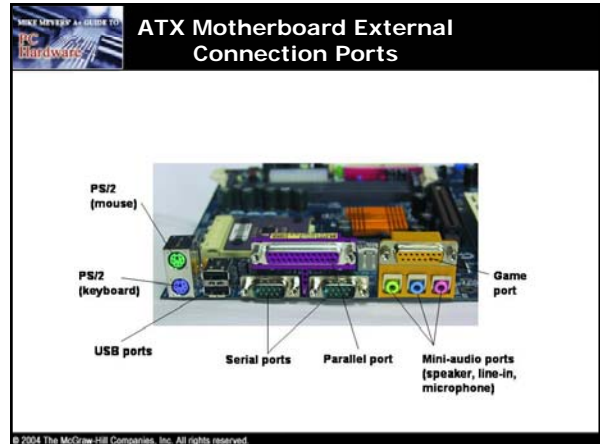 MIKE MEYERS' A+ GUIDE TO
PC
Hardware
ATX Motherboard External
Connection Ports
PS/2
(mouse)
PS/2
(keyboard)
USB ports
Serial ports
Parallel port
Mini-audio ports
(speaker, line-in,
microphone)
Game
port
© 2004 The McGraw-Hill Companies, Inc. All rights reserved.